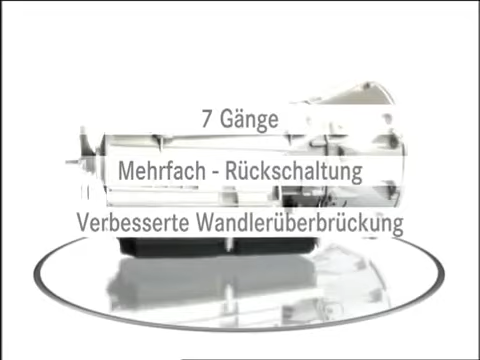 7 Gänge
Mehrfach - Rückschaltung
Verbesserte Wandlerüberbrückung